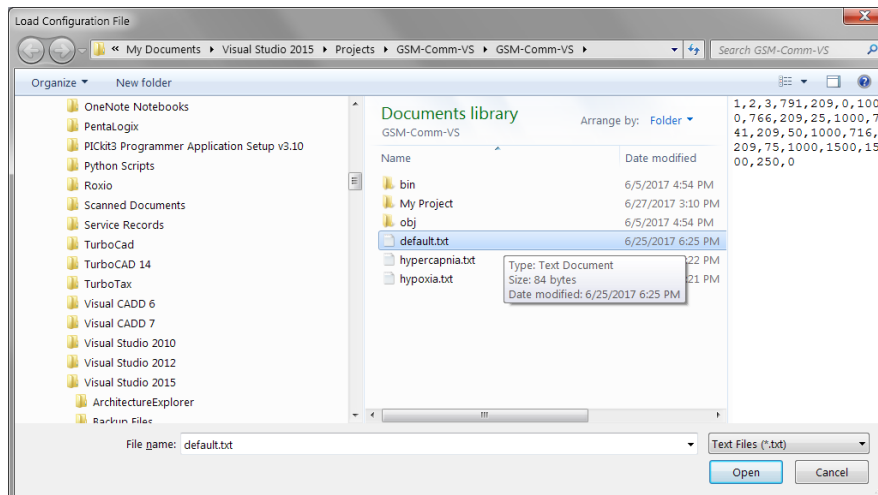 Load Configuration File
« My Documents ▸ Visual Studio 2015 ▸ Projects ▸ GSM-Comm-VS ▸ GSM-Comm-VS ▸
Search GSM-Comm-VS
Organize ▾ New folder
OneNote Notebooks
PentaLogix
PICkit3 Programmer Application Setup v3.10
Python Scripts
Roxio
Scanned Documents
Service Records
TurboCad
TurboCAD 14
TurboTax
Visual CADD 6
Visual CADD 7
Visual Studio 2010
Visual Studio 2012
Visual Studio 2015
ArchitectureExplorer
Backup Files
Documents library
GSM-Comm-VS
Arrange by: Folder ▾
Name Date modified
bin 6/5/2017 4:54 PM
My Project 6/27/2017 3:10 PM
obj 6/5/2017 4:54 PM
default.txt 6/25/2017 6:25 PM
hypercapnia.txt :22 PM
hypoxia.txt :21 PM
Type: Text Document
Size: 84 bytes
Date modified: 6/25/2017 6:25 PM
1,2,3,791,209,0,100
0,766,209,25,1000,7
41,209,50,1000,716,
209,75,1000,1500,15
00,250,0
File name: default.txt
Text Files (*.txt)
Open Cancel